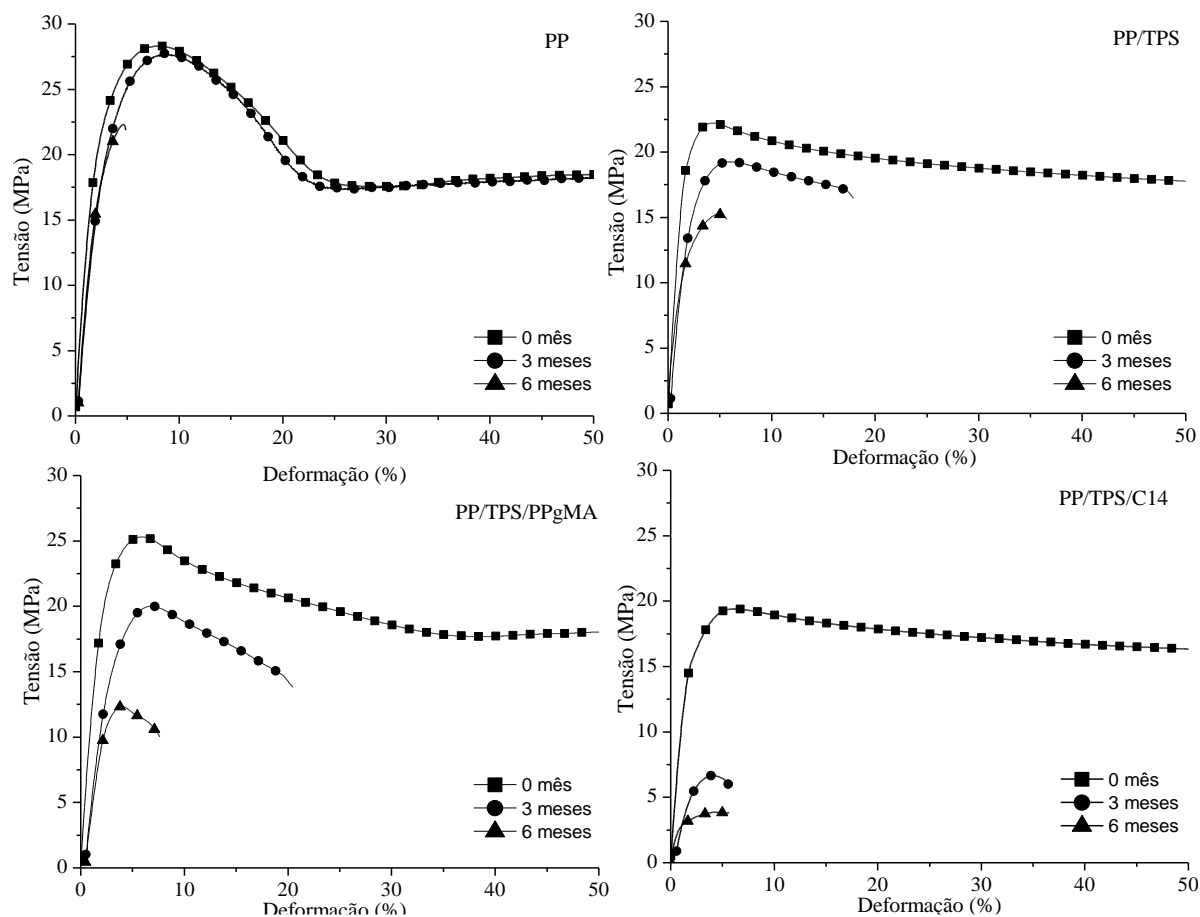 PP
30
25
20
15
10
5
0
Tensão (MPa)
0 10 20 30 40 50
Deformação (%)
0 mês
3 meses
6 meses
PP/TPS
30
25
20
15
10
5
0
Tensão (MPa)
0 10 20 30 40 50
Deformação (%)
0 mês
3 meses
6 meses
PP/TPS/PPgMA
30
25
20
15
10
5
0
Tensão (MPa)
0 10 20 30 40 50
Deformação (%)
0 mês
3 meses
6 meses
PP/TPS/C14
30
25
20
15
10
5
0
Tensão (MPa)
0 10 20 30 40 50
Deformação (%)
0 mês
3 meses
6 meses